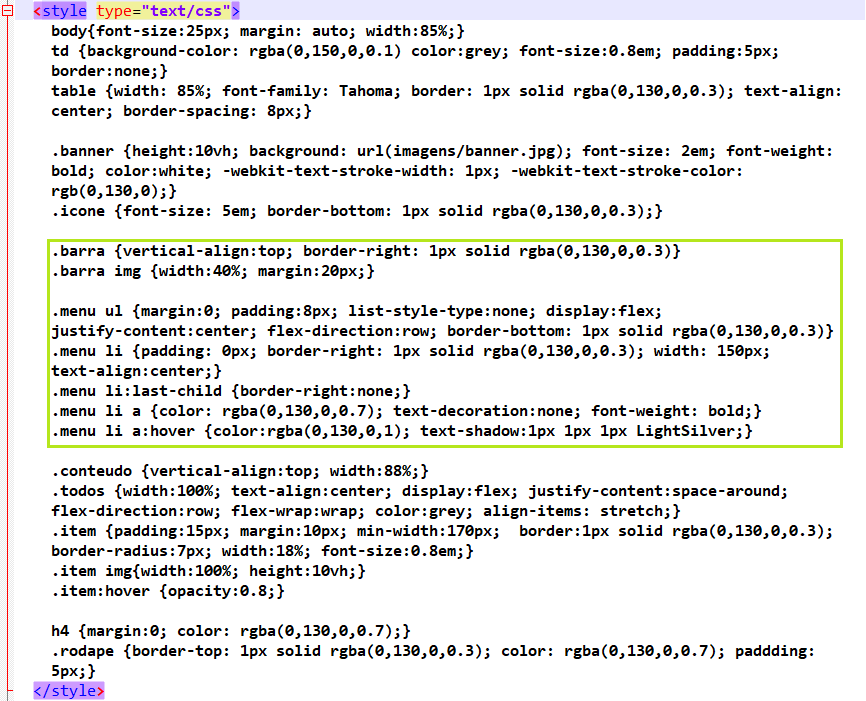 <style type="text/css">
body{font-size:25px; margin: auto; width:85%;}
td {background-color: rgba(0,150,0,0.1) color:grey; font-size:0.8em; padding:5px;
border:none;}
table {width: 85%; font-family: Tahoma; border: 1px solid rgba(0,130,0,0.3); text-align:
center; border-spacing: 8px;}
.banner {height:10vh; background: url(imagens/banner.jpg); font-size: 2em; font-weight:
bold; color:white; -webkit-text-stroke-width: 1px; -webkit-text-stroke-color:
rgb(0,130,0);}
.icone {font-size: 5em; border-bottom: 1px solid rgba(0,130,0,0.3);}
.barra {vertical-align:top; border-right: 1px solid rgba(0,130,0,0.3)}
.barra img {width:40%; margin:20px;}
.menu ul {margin:0; padding:8px; list-style-type:none; display:flex;
justify-content:center; flex-direction:row; border-bottom: 1px solid rgba(0,130,0,0.3)}
.menu li {padding: 0px; border-right: 1px solid rgba(0,130,0,0.3); width: 150px;
text-align:center;}
.menu li:last-child {border-right:none;}
.menu li a {color: rgba(0,130,0,0.7); text-decoration:none; font-weight: bold;}
.menu li a:hover {color:rgba(0,130,0,1); text-shadow:1px 1px 1px LightSilver;}
.conteudo {vertical-align:top; width:88%;}
.todos {width:100%; text-align:center; display:flex; justify-content:space-around;
flex-direction:row; flex-wrap:wrap; color:grey; align-items: stretch;}
.item {padding:15px; margin:10px; min-width:170px;  border:1px solid rgba(0,130,0,0.3);
border-radius:7px; width:18%; font-size:0.8em;}
.item img{width:100%; height:10vh;}
.item:hover {opacity:0.8;}
h4 {margin:0; color: rgba(0,130,0,0.7);}
.rodape {border-top: 1px solid rgba(0,130,0,0.3); color: rgba(0,130,0,0.7); paddding:
5px;}
</style>